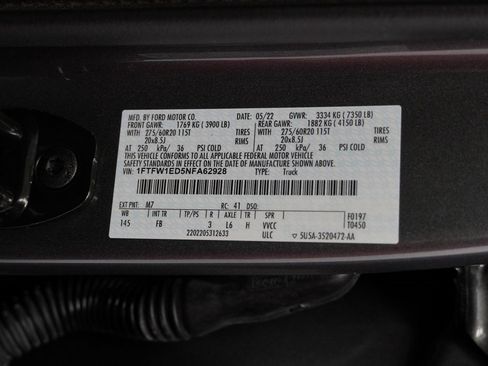 MFD. BY FORD MOTOR CO. 05/22 GVWR: 3334 KG (7350 LB)
FRONT GAWR: 1769 KG (3900 LB) REAR GAWR: 1882 KG (4150 LB)
WITH 275/60R20 115T TIRES WITH 275/60R20 115T TIRES
20x8.5J RIMS 20x8.5J RIMS
AT 250 kPa/ 36 PSI COLD AT 250 kPa/ 36 PSI COLD
THIS VEHICLE CONFORMS TO ALL APPLICABLE FEDERAL MOTOR VEHICLE
SAFETY STANDARDS IN EFFECT ON THE DATE OF MANUFACTURE SHOWN ABOVE.
VIN: 1FTFW1ED5NFA62928 TYPE: Truck
EXT PNT: M7 RC: 41 DSO: F0197
WB INT TR TP/PS R AXLE TR SPR T0450
145 FB 3 L6 H VVCC
2202205312633 ULC ▽ 5U5A-3520472-AA